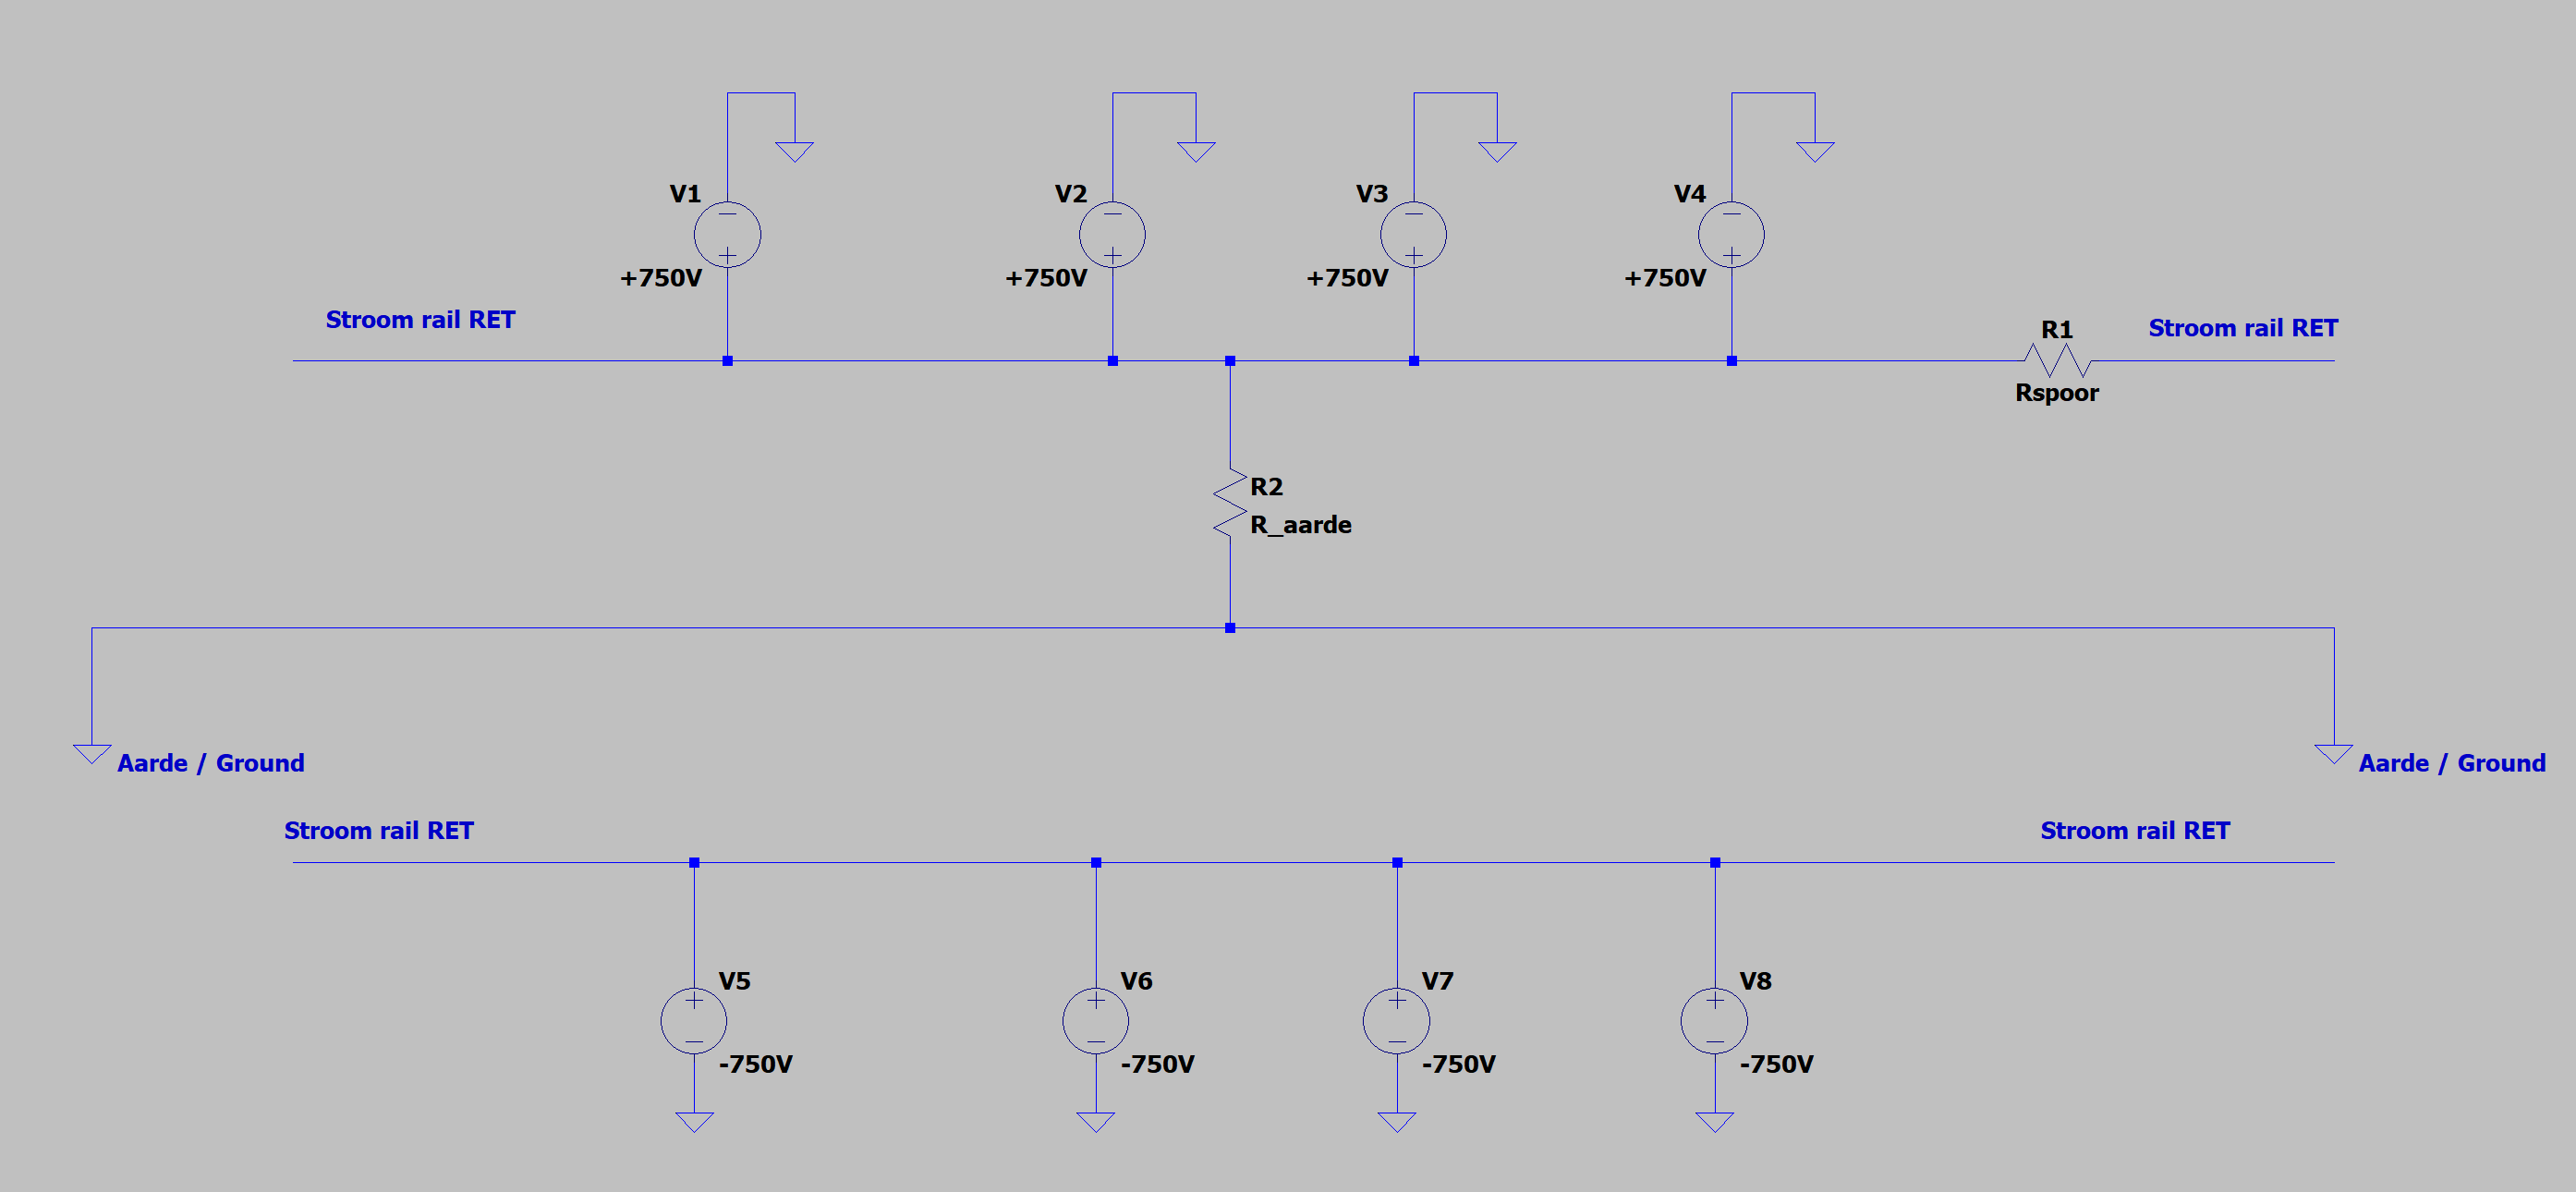 V1
V2
V3
V4
+750V
+750V
+750V
+750V
Stroom rail RET
R1
Stroom rail RET
Rspoor
R2
R_aarde
Aarde / Ground
Aarde / Ground
Stroom rail RET
Stroom rail RET
V5
V6
V7
V8
-750V
-750V
-750V
-750V